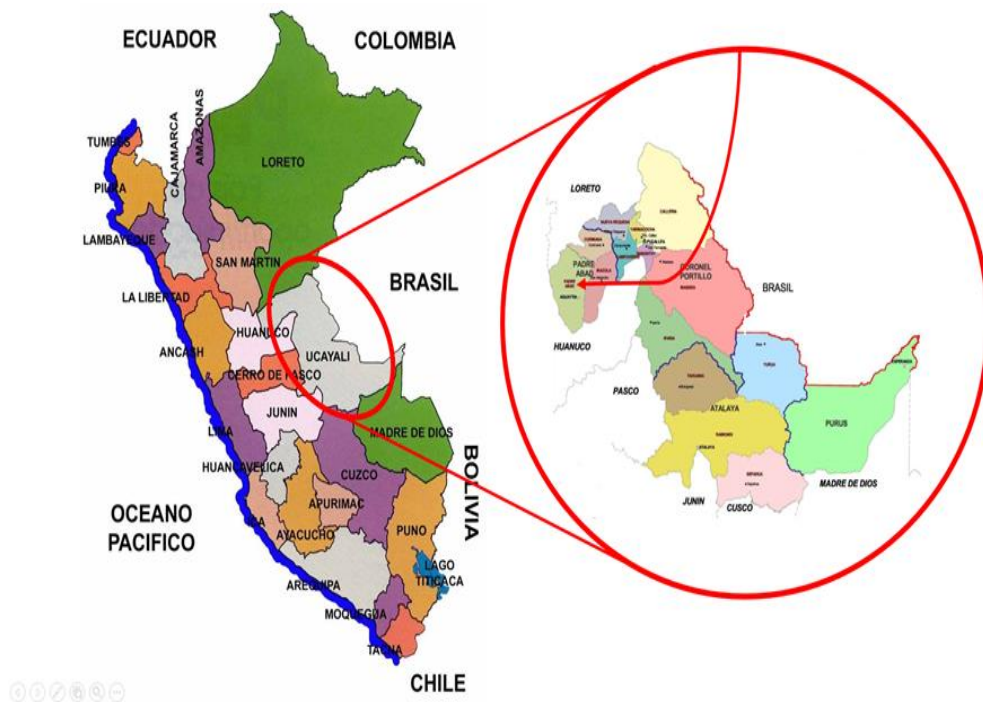 ECUADOR
COLOMBIA
TUMBES
PIURA
CAJAMARCA
AMAZONAS
LORETO
LAMBAYEQUE
SAN MARTIN
BRASIL
LA LIBERTAD
HUANUCO
ANCASH
UCAYALI
CERRO DE PASCO
JUNIN
LIMA
MADRE DE DIOS
HUANCAVELICA
CUZCO
BOLIVIA
APURIMAC
OCEANO
PACIFICO
ICA
AYACUCHO
PUNO
LAGO
TITICACA
AREQUIPA
MOQUEGUA
TACNA
CHILE
LORETO
PADRE
ABAD
CORONEL
PORTILLO
BRASIL
HUANUCO
PASCO
ATALAYA
PURUS
MADRE DE DIOS
JUNIN
CUSCO